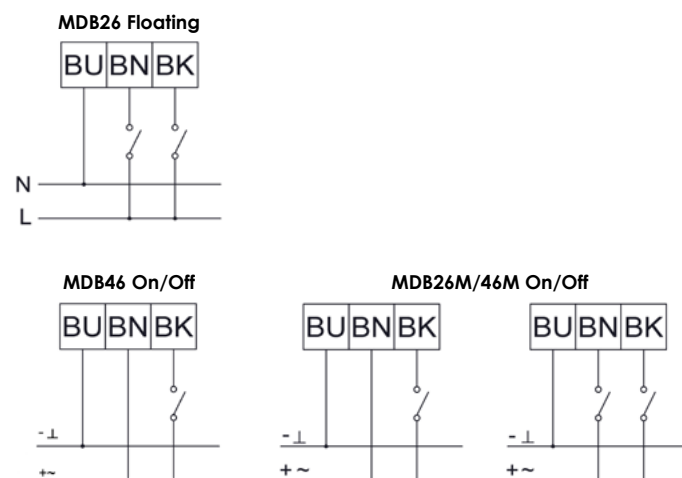 MDB26 Floating
BU BN BK
N
L
MDB46 On/Off
BU BN BK
- ⊥
+~
MDB26M/46M On/Off
BU BN BK
- ⊥
+ ~
BU BN BK
- ⊥
+~